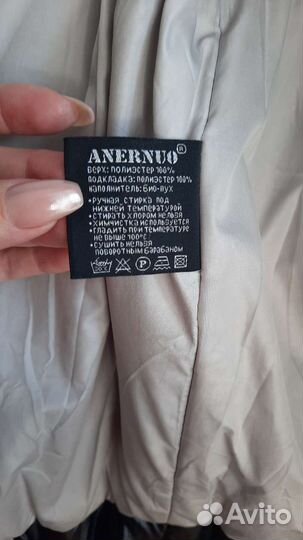 ANERNUO®
ВЕРХ: ПОЛИЭСТЕР 100%
ПОДКЛАДКА: ПОЛИЭСТЕР 100%
НАПОЛНИТЕЛЬ: БИО-ПУХ
• РУЧНАЯ СТИРКА ПОД
НИЖНЕЙ ТЕМПЕРАТУРОЙ
• СТИРАТЬ ХЛОРОМ НЕЛЬЗЯ
• ХИМЧИСТКА ИСПОЛЬЗУЕТСЯ
• ГЛАДИТЬ ПРИ ТЕМПЕРАТУРЕ
НЕ ВЫШЕ 100°C
• СУШИТЬ НЕЛЬЗЯ
ПОВОРОТНЫМ БАРАБАНОМ
P
Avito